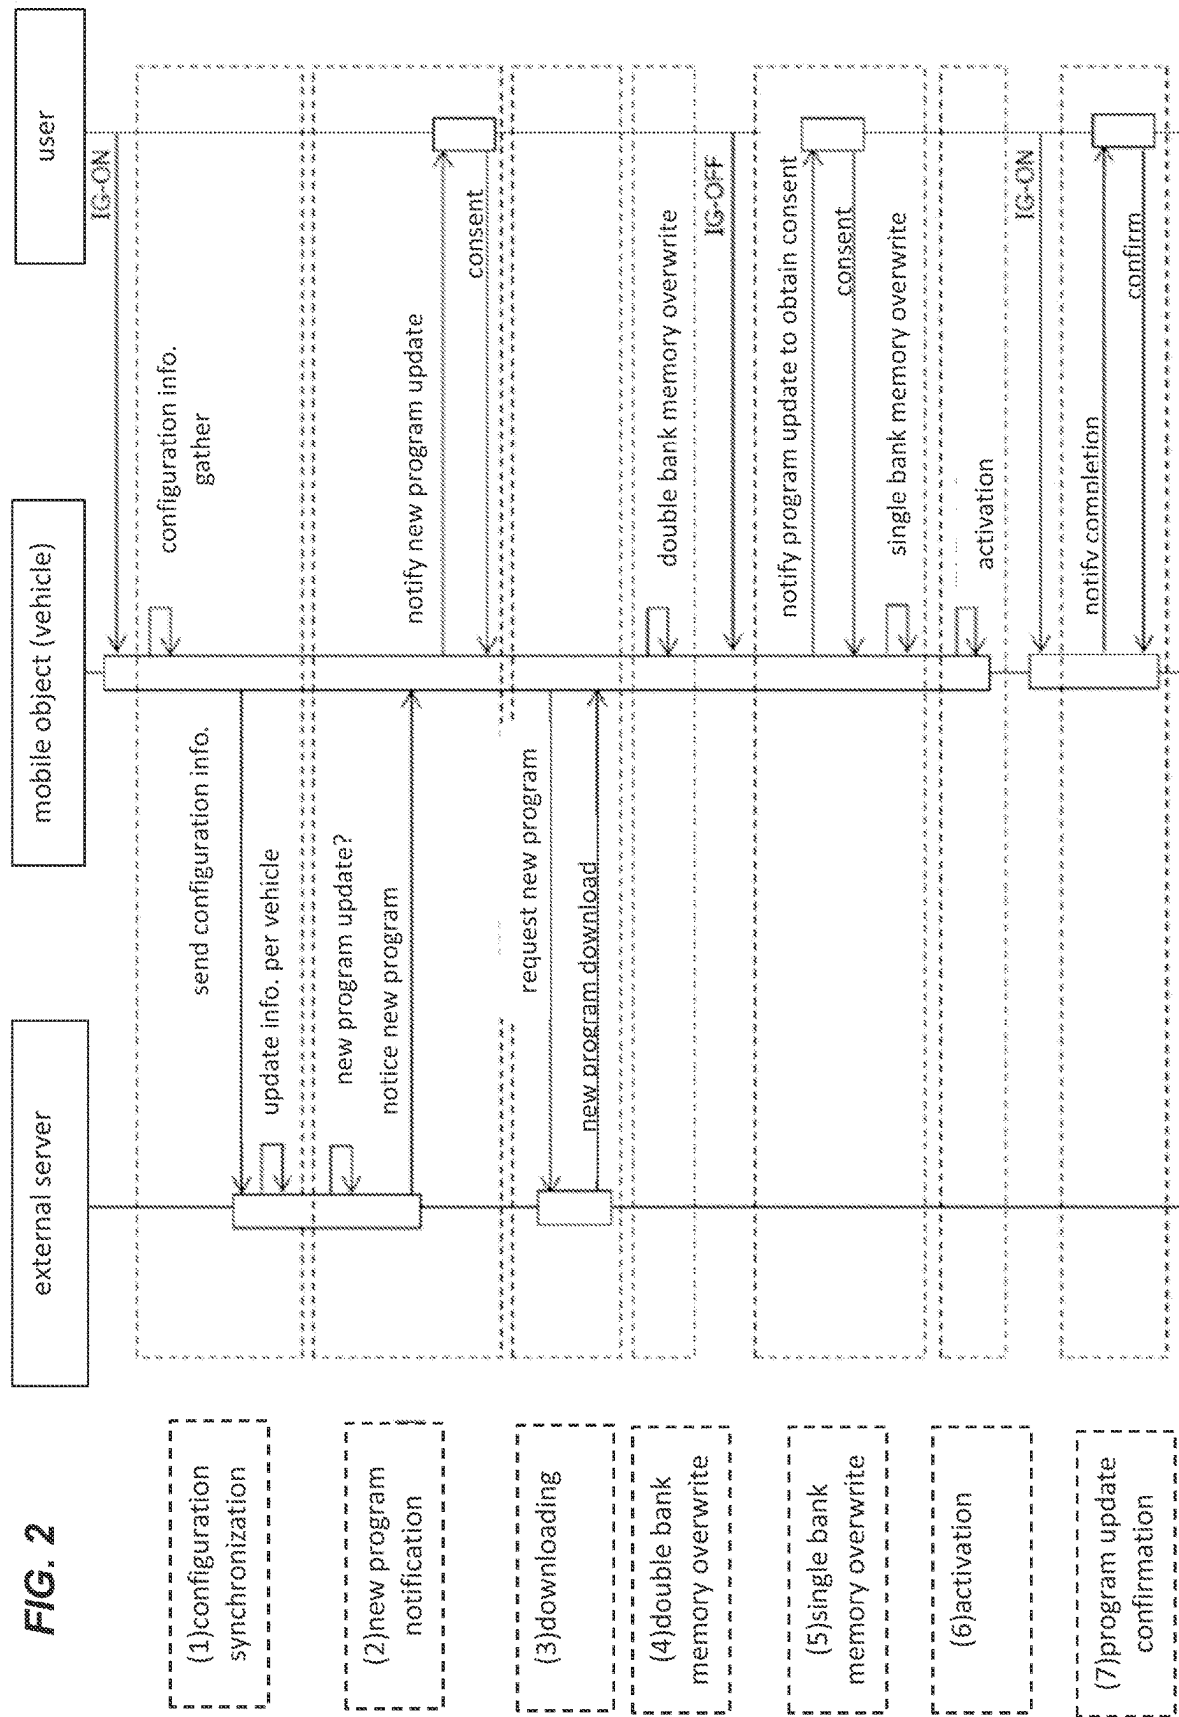 FIG. 2
external server
mobile object (vehicle)
user
IG-ON
(1)configuration
synchronization
configuration info.
gather
send configuration info.
update info. per vehicle
(2)new program
notification
new program update?
notice new program
notify new program update
consent
(3)downloading
request new program
new program download
(4)double bank
memory overwrite
double bank memory overwrite
IG-OFF
(5)single bank
memory overwrite
notify program update to obtain consent
consent
single bank memory overwrite
(6)activation
activation
IG-ON
(7)program update
confirmation
notify completion
confirm